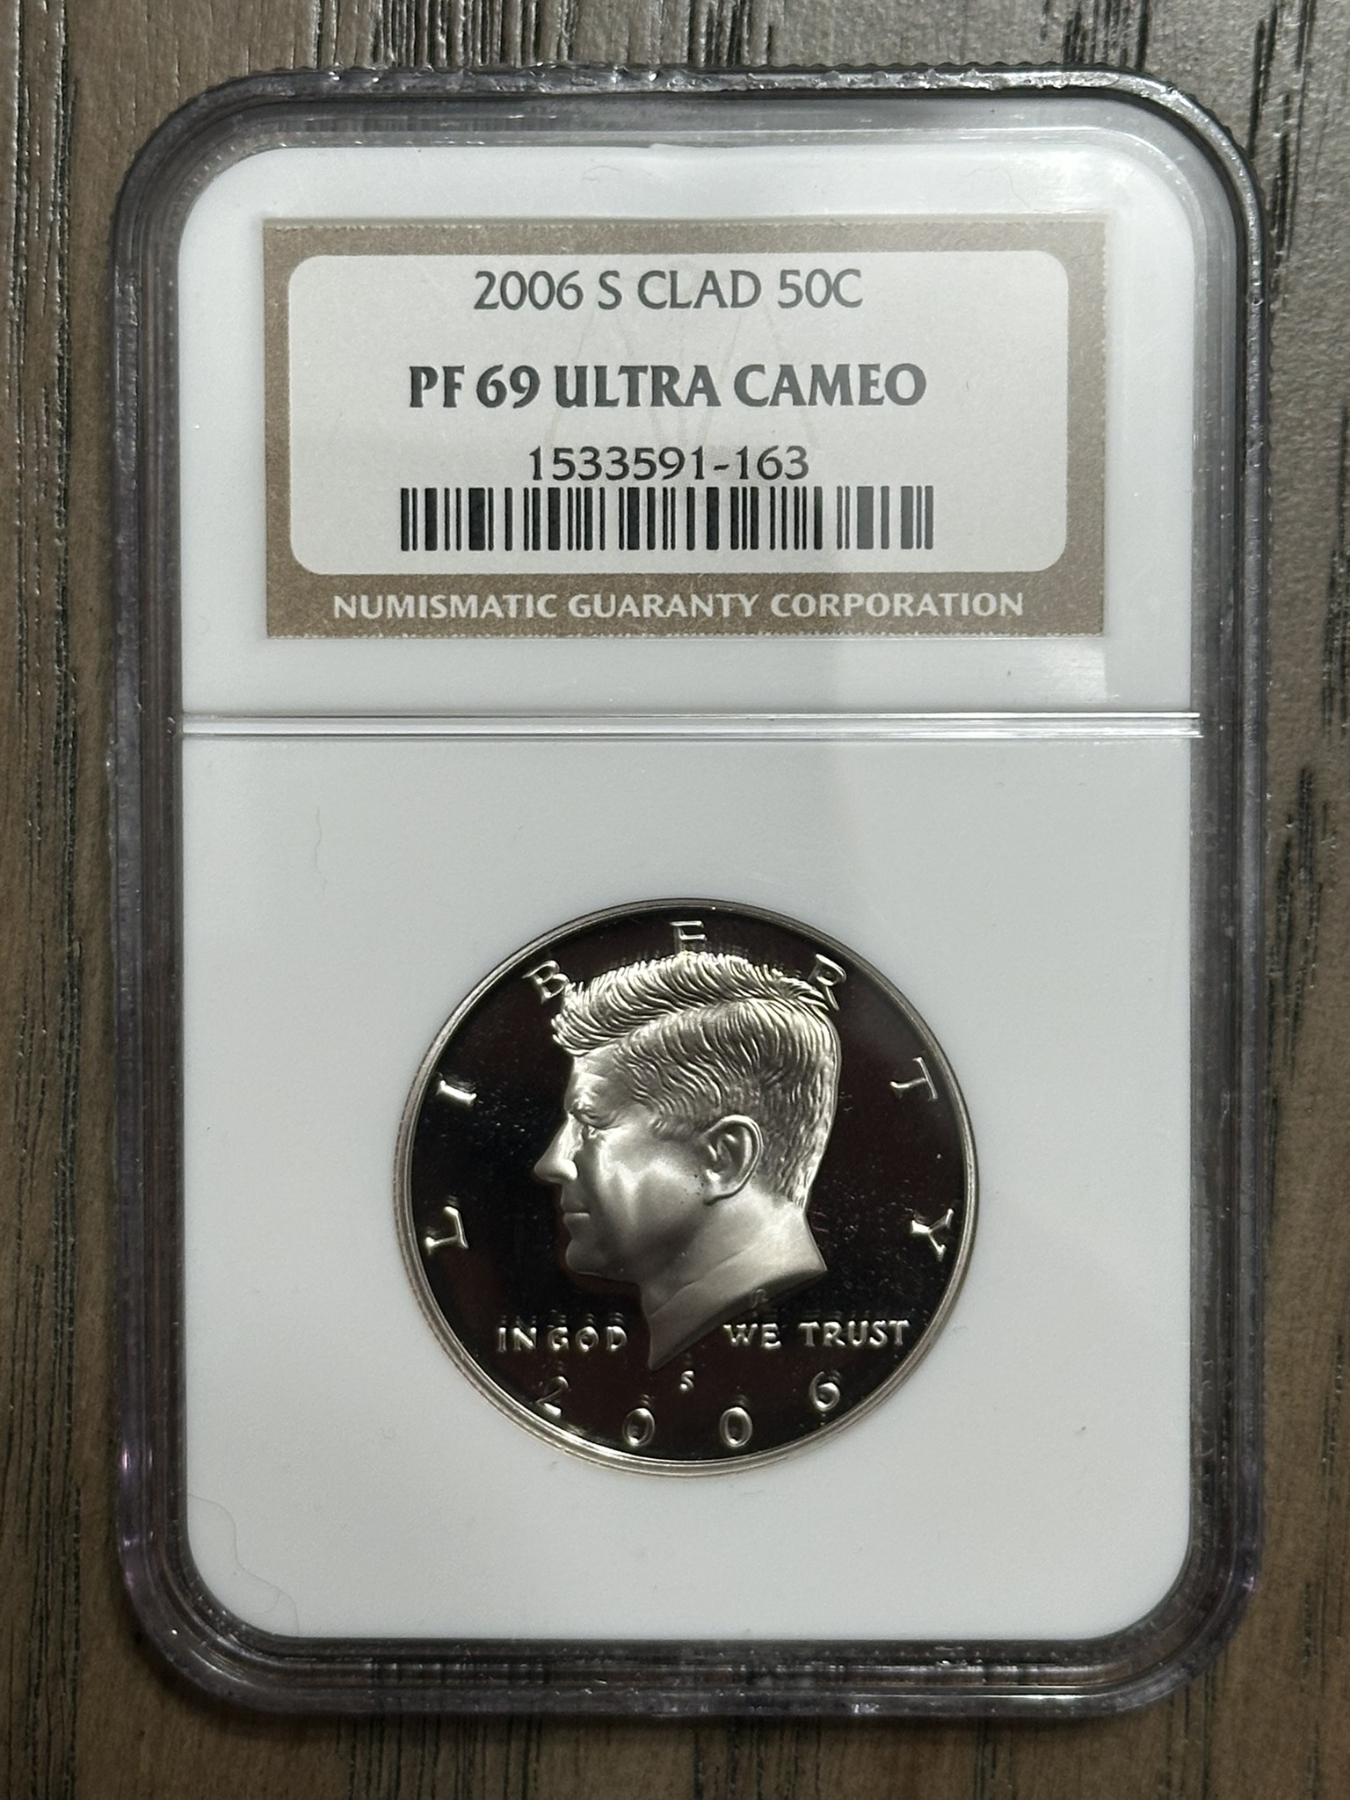 2006 S CLAD 50C
PF 69 ULTRA CAMEO
1533591-163
NUMISMATIC GUARANTY CORPORATION
LIBERTY
IN GOD WE TRUST
S
2006